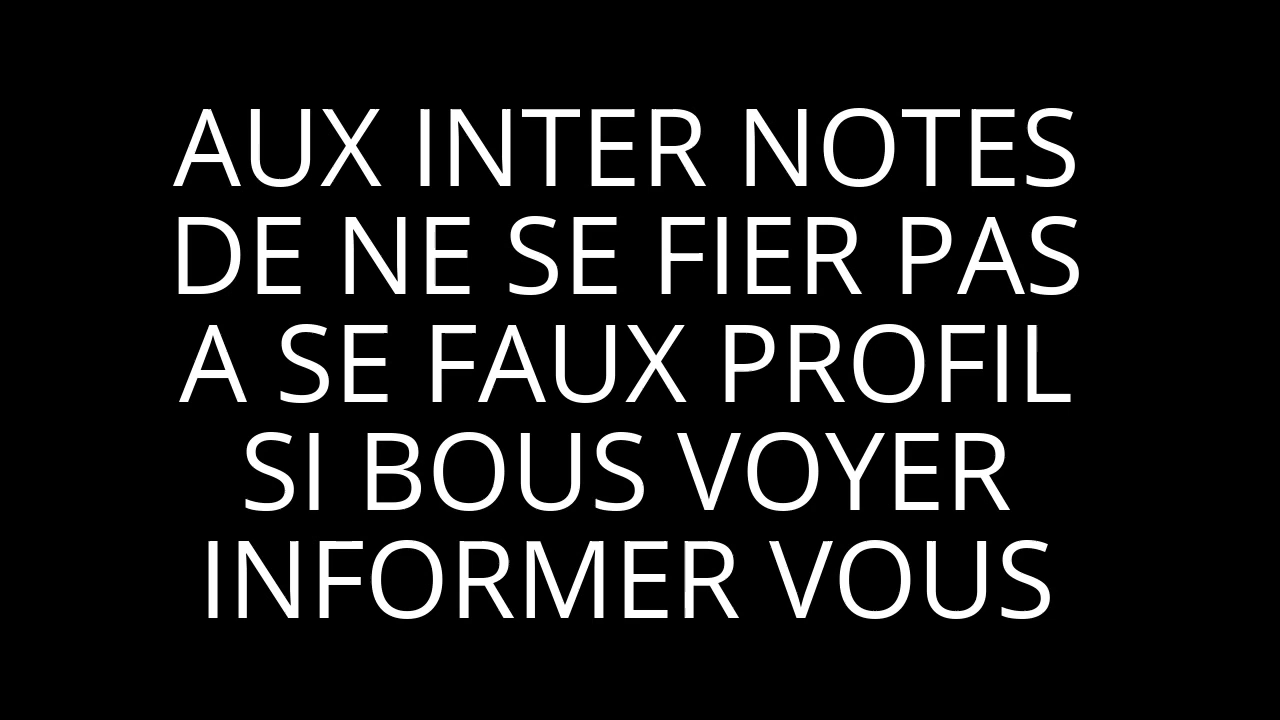 AUX INTER NOTES
DE NE SE FIER PAS
A SE FAUX PROFIL
SI BOUS VOYER
INFORMER VOUS